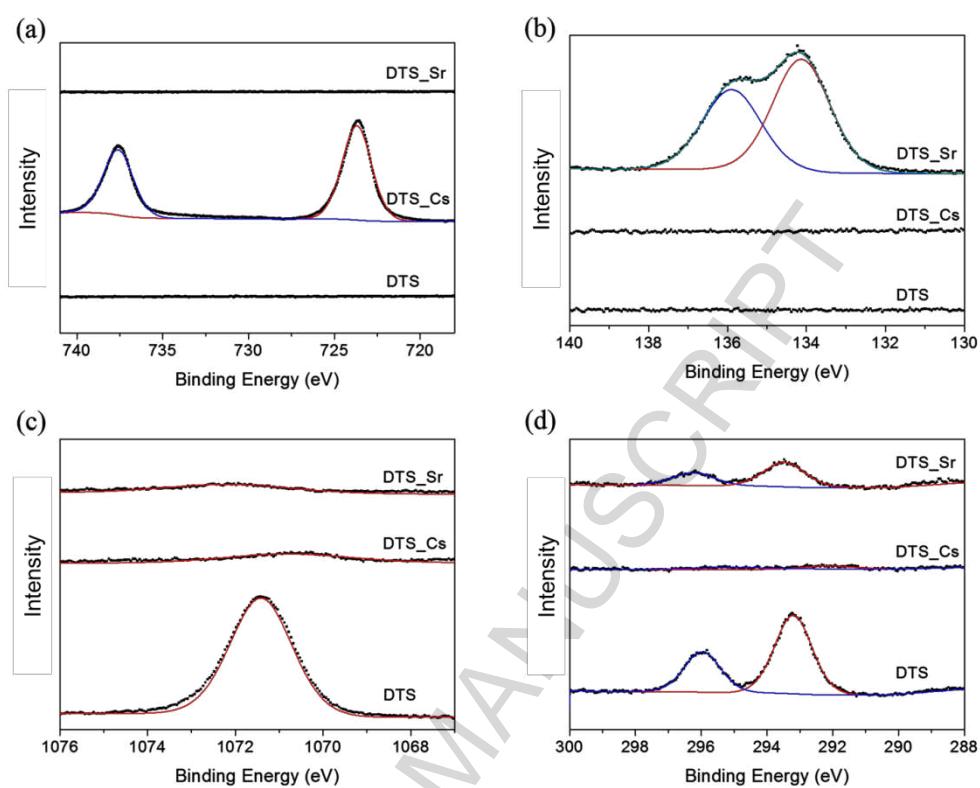 (a)
Intensity
DTS_Sr
DTS_Cs
DTS
740 735 730 725 720
Binding Energy (eV)
(b)
Intensity
DTS_Sr
DTS_Cs
DTS
140 138 136 134 132 130
Binding Energy (eV)
(c)
Intensity
DTS_Sr
DTS_Cs
DTS
1076 1074 1072 1070 1068
Binding Energy (eV)
(d)
Intensity
DTS_Sr
DTS_Cs
DTS
300 298 296 294 292 290 288
Binding Energy (eV)
MANUSCRIPT